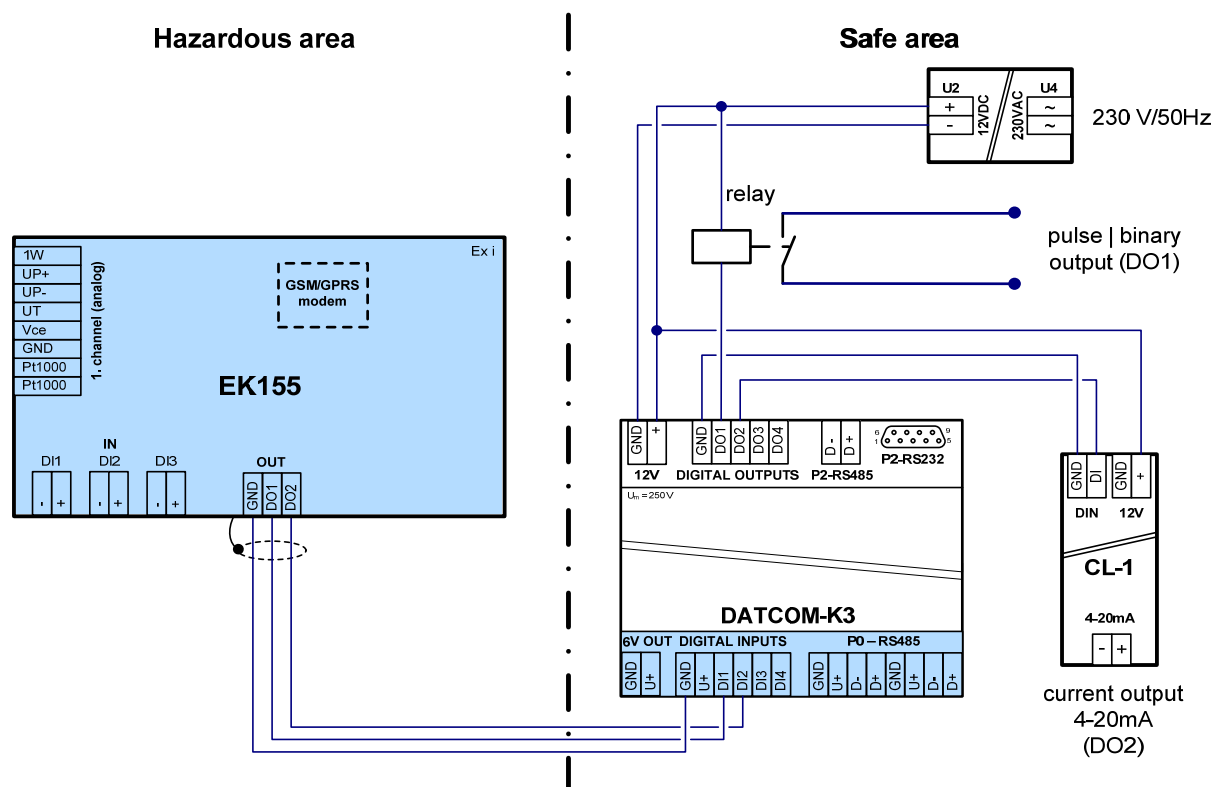 Hazardous area
Safe area
U2
U4
+
-
12VDC
230VAC
~
~
230 V/50Hz
relay
pulse | binary
output (DO1)
Ex i
1W
UP+
UP-
UT
Vce
GND
Pt1000
Pt1000
1. channel (analog)
GSM/GPRS
modem
EK155
IN
DI1
DI2
DI3
OUT
-
+
-
+
-
+
GND
DO1
DO2
GND
+
GND
DO1
DO2
DO3
DO4
D-
D+
6
9
1
5
12V
DIGITAL OUTPUTS
P2-RS485
P2-RS232
Um = 250V
DATCOM-K3
6V OUT
DIGITAL INPUTS
P0 – RS485
GND
U+
GND
U+
DI1
DI2
DI3
DI4
GND
U+
D-
D+
GND
U+
D-
D+
GND
DI
GND
+
DIN
12V
CL-1
4-20mA
-
+
current output
4-20mA
(DO2)